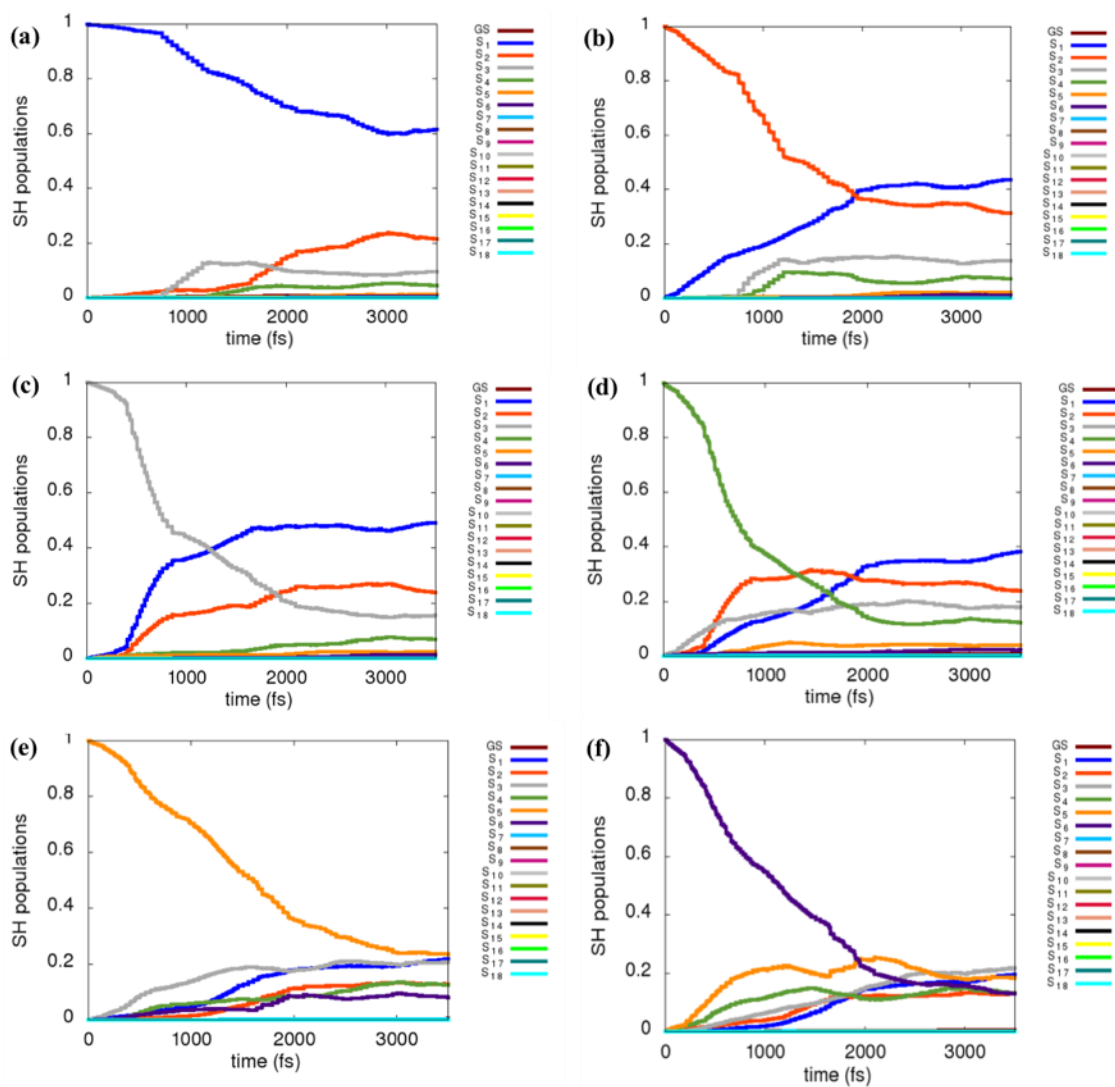 (a)
SH populations
1
0.8
0.6
0.4
0.2
0
0 1000 2000 3000
time (fs)
GS
S1
S2
S3
S4
S5
S6
S7
S8
S9
S10
S11
S12
S13
S14
S15
S16
S17
S18
(b)
SH populations
1
0.8
0.6
0.4
0.2
0
0 1000 2000 3000
time (fs)
GS
S1
S2
S3
S4
S5
S6
S7
S8
S9
S10
S11
S12
S13
S14
S15
S16
S17
S18
(c)
SH populations
1
0.8
0.6
0.4
0.2
0
0 1000 2000 3000
time (fs)
GS
S1
S2
S3
S4
S5
S6
S7
S8
S9
S10
S11
S12
S13
S14
S15
S16
S17
S18
(d)
SH populations
1
0.8
0.6
0.4
0.2
0
0 1000 2000 3000
time (fs)
GS
S1
S2
S3
S4
S5
S6
S7
S8
S9
S10
S11
S12
S13
S14
S15
S16
S17
S18
(e)
SH populations
1
0.8
0.6
0.4
0.2
0
0 1000 2000 3000
time (fs)
GS
S1
S2
S3
S4
S5
S6
S7
S8
S9
S10
S11
S12
S13
S14
S15
S16
S17
S18
(f)
SH populations
1
0.8
0.6
0.4
0.2
0
0 1000 2000 3000
time (fs)
GS
S1
S2
S3
S4
S5
S6
S7
S8
S9
S10
S11
S12
S13
S14
S15
S16
S17
S18